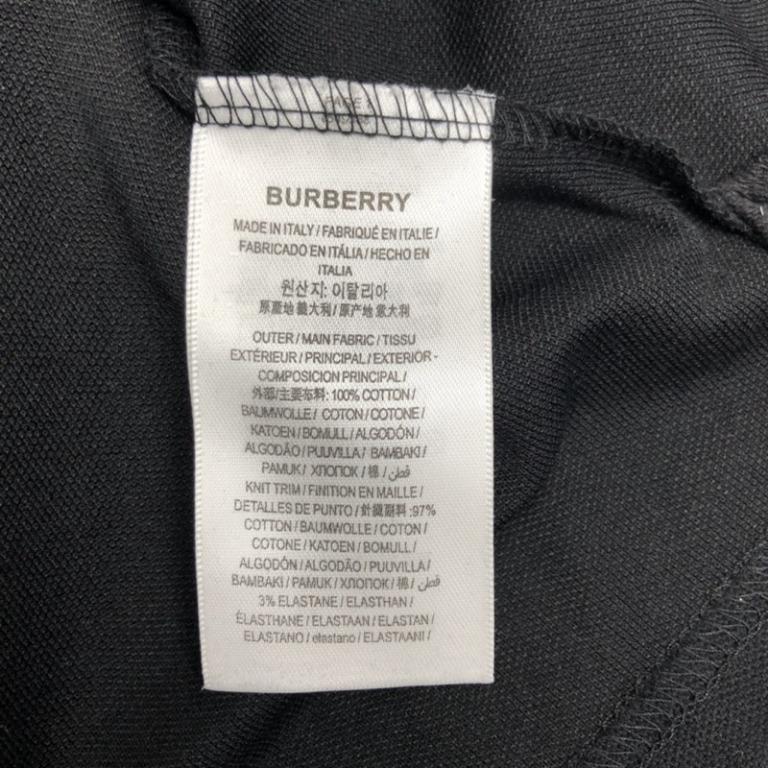 BURBERRY
MADE IN ITALY / FABRIQUÉ EN ITALIE /
FABRICADO EN ITÁLIA / HECHO EN
ITALIA
원산지: 이탈리아
原產地 義大利 / 原产地 意大利
OUTER / MAIN FABRIC / TISSU
EXTÉRIEUR / PRINCIPAL / EXTERIOR -
COMPOSICIÓN PRINCIPAL /
外部/主要布料: 100% COTTON /
BAUMWOLLE / COTON / COTONE /
KATOEN / BOMULL / ALGODÓN /
ALGODÃO / PUUVILLA / BAMBAKI /
PAMUK / ХЛОПОК / 棉 / قطن /
KNIT TRIM / FINITION EN MAILLE /
DETALLES DE PUNTO / 針織副料 :97%
COTTON / BAUMWOLLE / COTON /
COTONE / KATOEN / BOMULL /
ALGODÓN / ALGODÃO / PUUVILLA /
BAMBAKI / PAMUK / ХЛОПОК / 棉 / قطن /
3% ELASTANE / ELASTHAN /
ÉLASTHANE / ELASTAAN / ELASTAN /
ELASTANO / elastano / ELASTAANI /